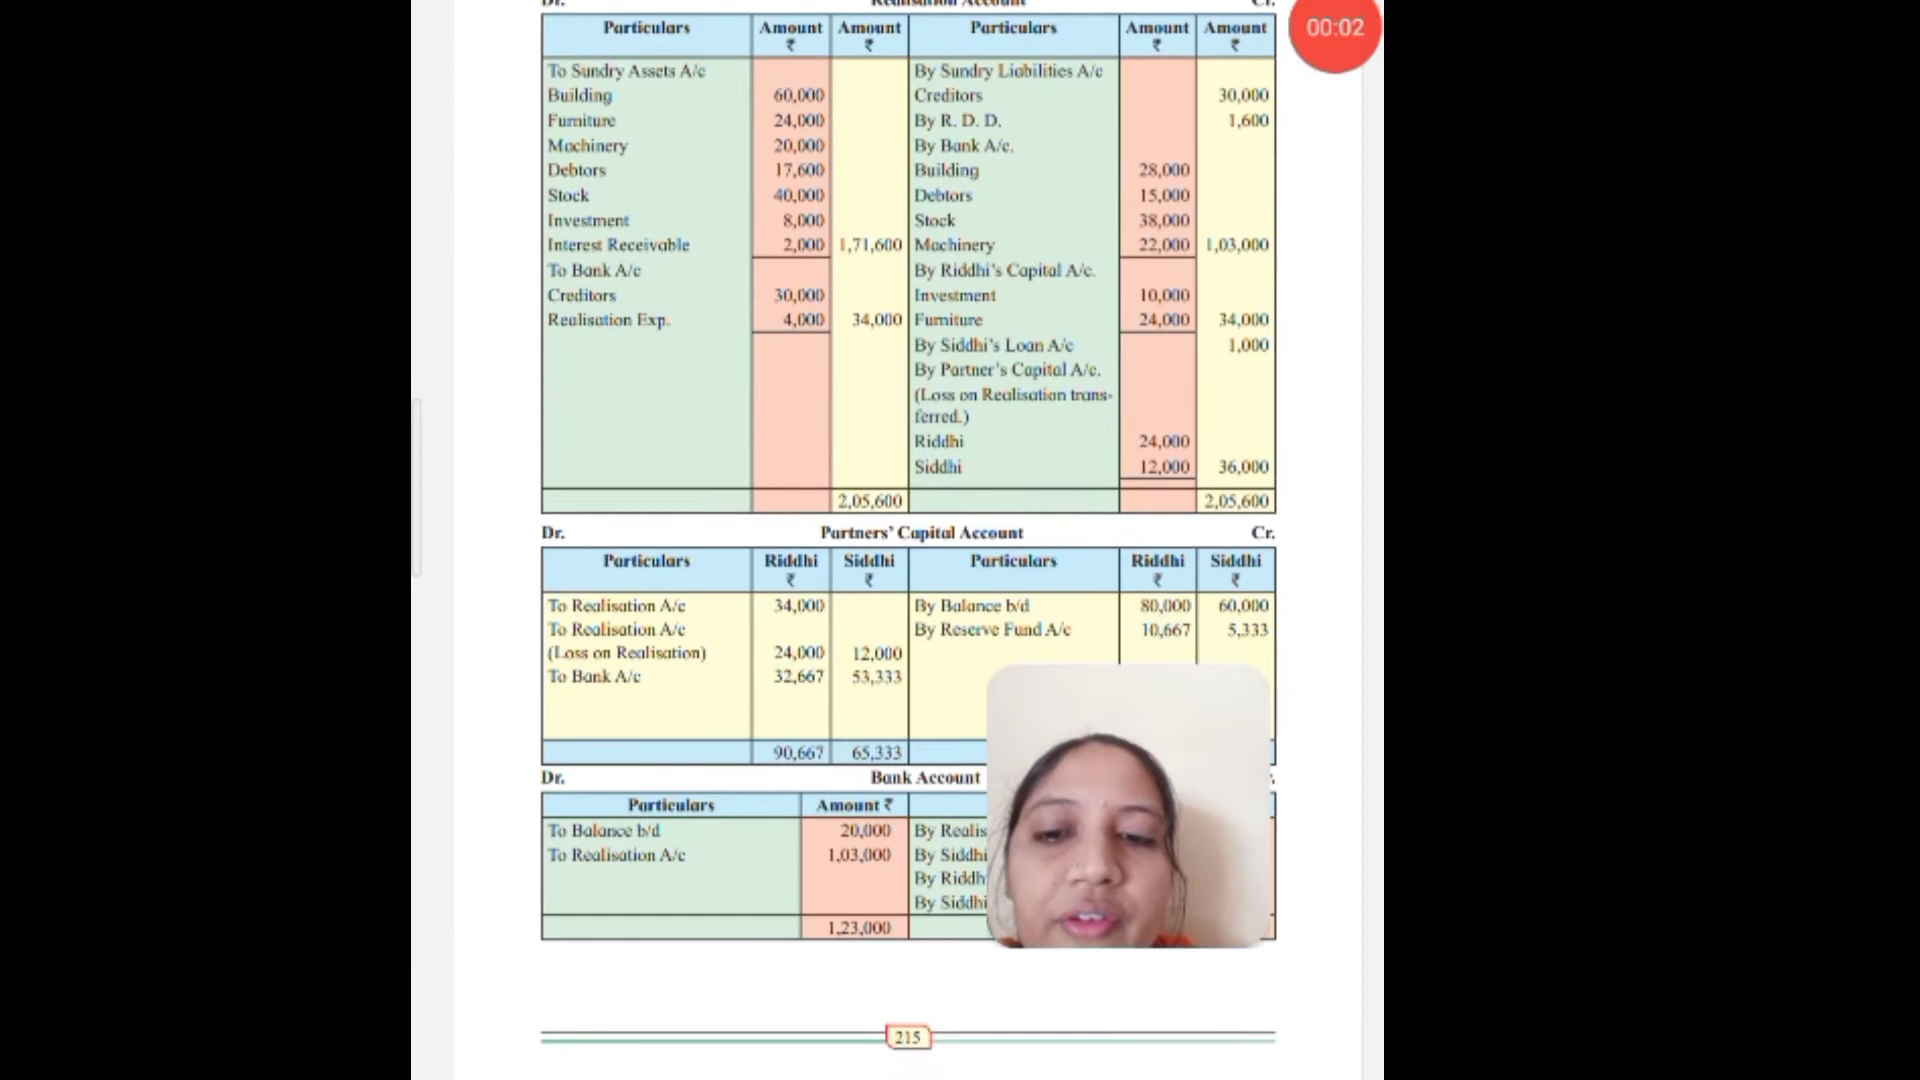 Dr. Realisation Account Cr.
Particulars Amount ₹ Amount ₹ Particulars Amount ₹ Amount ₹
To Sundry Assets A/c By Sundry Liabilities A/c
Building 60,000 Creditors 30,000
Furniture 24,000 By R. D. D. 1,600
Machinery 20,000 By Bank A/c.
Debtors 17,600 Building 28,000
Stock 40,000 Debtors 15,000
Investment 8,000 Stock 38,000
Interest Receivable 2,000 1,71,600 Machinery 22,000 1,03,000
To Bank A/c By Riddhi's Capital A/c.
Creditors 30,000 Investment 10,000
Realisation Exp. 4,000 34,000 Furniture 24,000 34,000
By Siddhi's Loan A/c 1,000
By Partner's Capital A/c.
(Loss on Realisation trans-
ferred.)
Riddhi 24,000
Siddhi 12,000 36,000
2,05,600 2,05,600
Dr. Partners' Capital Account Cr.
Particulars Riddhi ₹ Siddhi ₹ Particulars Riddhi ₹ Siddhi ₹
To Realisation A/c 34,000 By Balance b/d 80,000 60,000
To Realisation A/c By Reserve Fund A/c 10,667 5,333
(Loss on Realisation) 24,000 12,000
To Bank A/c 32,667 53,333
90,667 65,333
Dr. Bank Account
Particulars Amount ₹
To Balance b/d 20,000 By Realis
To Realisation A/c 1,03,000 By Siddhi
By Riddh
By Siddhi
1,23,000
215
00:02